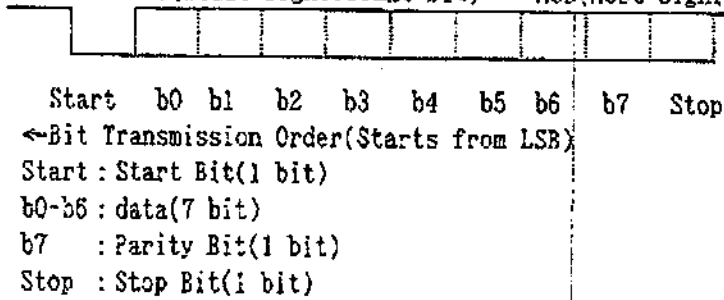 Start b0 b1 b2 b3 b4 b5 b6 b7 Stop
←Bit Transmission Order(Starts from LSB)
Start : Start Bit(1 bit)
b0-b6 : data(7 bit)
b7 : Parity Bit(1 bit)
Stop : Stop Bit(1 bit)